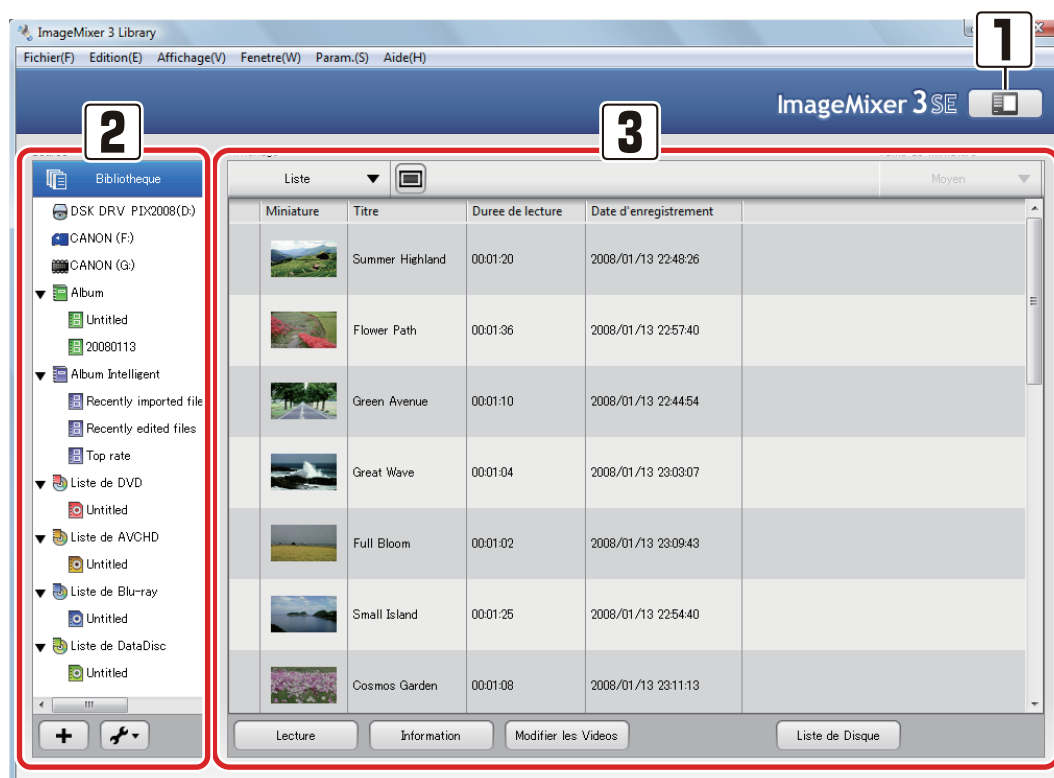 ImageMixer 3 Library
Fichier(F) Edition(E) Affichage(V) Fenetre(W) Param.(S) Aide(H)
1
ImageMixer 3 SE
2
3
Bibliotheque
DSK DRV PIX2008(D:)
CANON (F:)
CANON (G:)
Album
Untitled
20080113
Album Intelligent
Recently imported file
Recently edited files
Top rate
Liste de DVD
Untitled
Liste de AVCHD
Untitled
Liste de Blu-ray
Untitled
Liste de DataDisc
Untitled
Liste Moyen
Miniature Titre Duree de lecture Date d'enregistrement
Summer Highland 00:01:20 2008/01/13 22:48:26
Flower Path 00:01:36 2008/01/13 22:57:40
Green Avenue 00:01:10 2008/01/13 22:44:54
Great Wave 00:01:04 2008/01/13 23:03:07
Full Bloom 00:01:02 2008/01/13 23:09:43
Small Island 00:01:25 2008/01/13 22:54:40
Cosmos Garden 00:01:08 2008/01/13 23:11:13
Lecture Information Modifier les Videos Liste de Disque